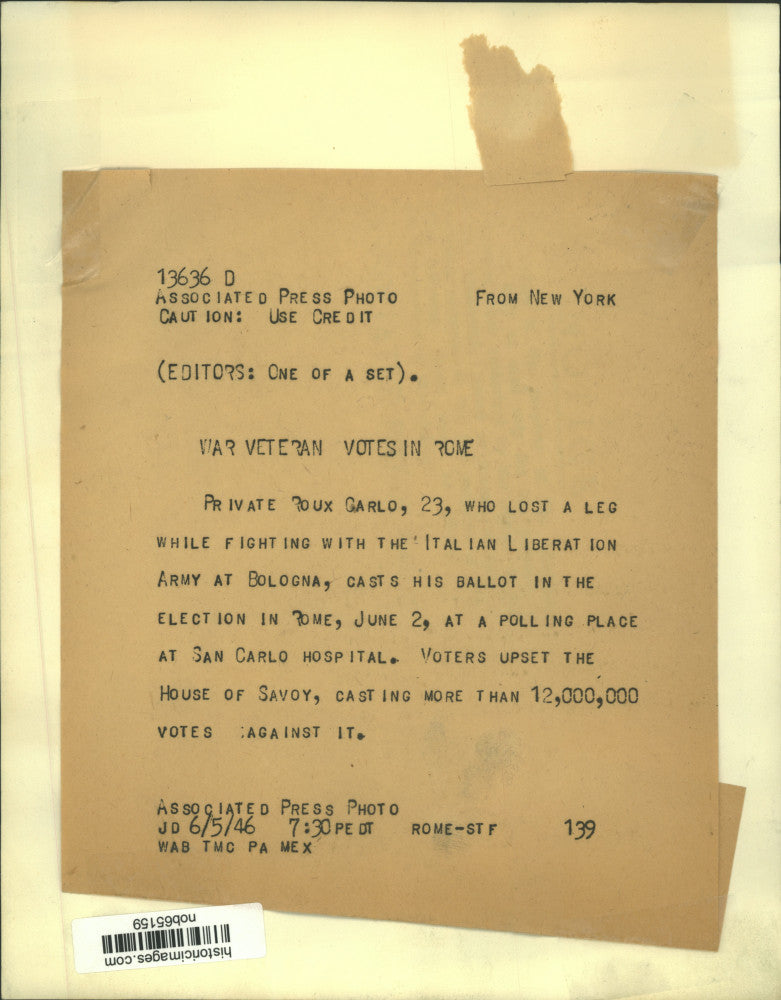 13636 D
ASSOCIATED PRESS PHOTO FROM NEW YORK
CAUTION: USE CREDIT
(EDITORS: ONE OF A SET).
WAR VETERAN VOTES IN ROME
PRIVATE ROUX CARLO, 23, WHO LOST A LEG
WHILE FIGHTING WITH THE ITALIAN LIBERATION
ARMY AT BOLOGNA, CASTS HIS BALLOT IN THE
ELECTION IN ROME, JUNE 2, AT A POLLING PLACE
AT SAN CARLO HOSPITAL. VOTERS UPSET THE
HOUSE OF SAVOY, CASTING MORE THAN 12,000,000
VOTES :AGAINST IT.
ASSOCIATED PRESS PHOTO
JD 6/5/46 7:30PEDT ROME-STF 139
WAB TMC PA MEX
historicimages.com
nob65159